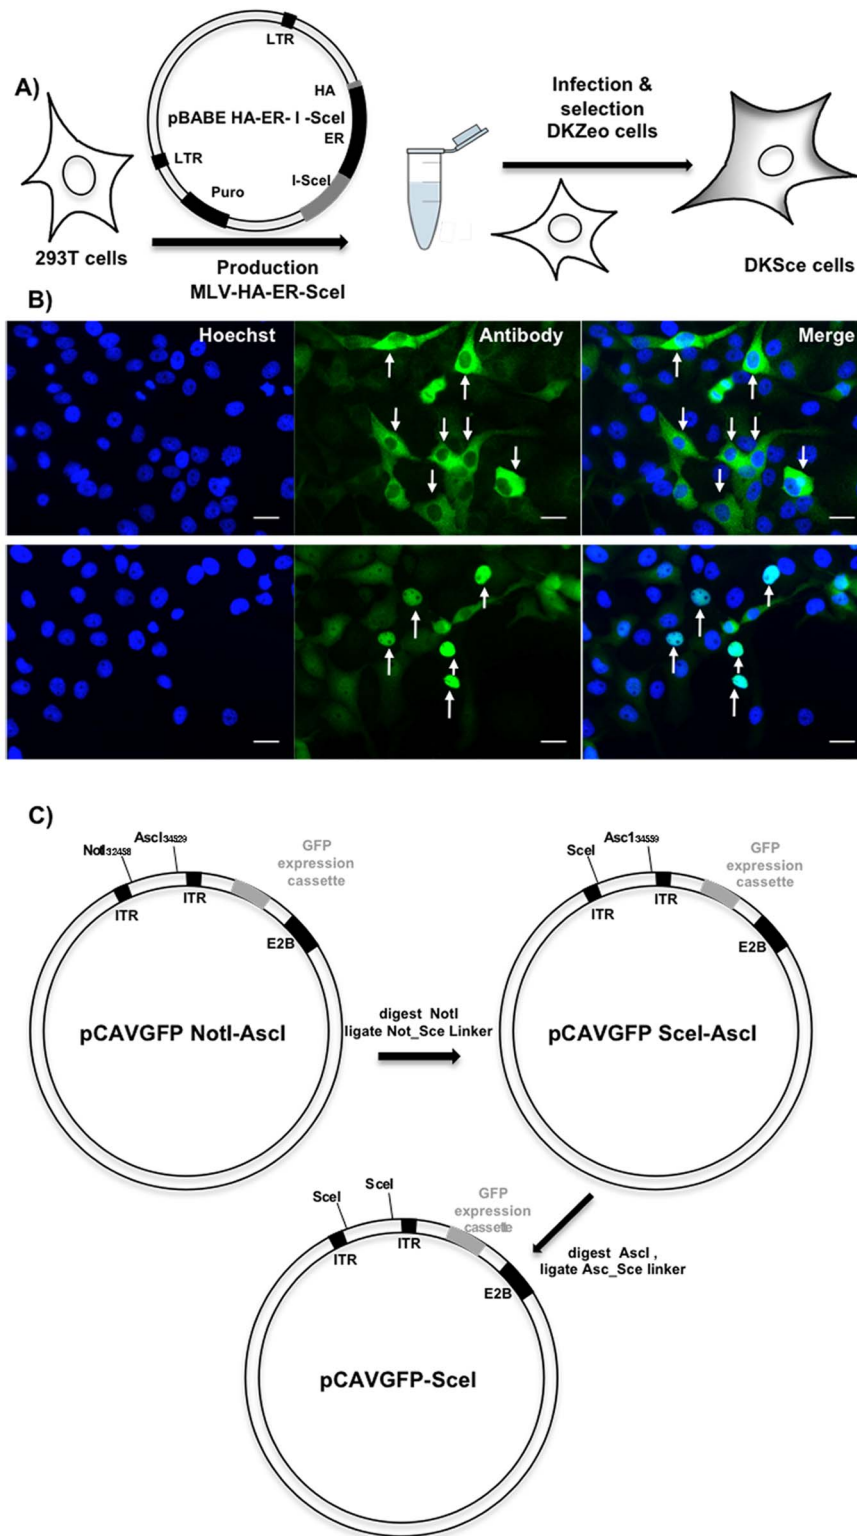 A)
LTR
HA
pBABE HA-ER- I -SceI
ER
LTR
I-SceI
Puro
293T cells
Production
MLV-HA-ER-SceI
Infection &
selection
DKZeo cells
DKSce cells
B)
Hoechst
Antibody
Merge
C)
NotI32458
AscI34529
GFP
expression
cassette
ITR
ITR
E2B
pCAVGFP NotI-AscI
digest NotI
ligate Not_Sce Linker
SceI
Asc134559
GFP
expression
cassette
ITR
ITR
E2B
pCAVGFP SceI-AscI
SceI
SceI
GFP
expression
cassette
ITR
ITR
E2B
digest AscI ,
ligate Asc_Sce linker
pCAVGFP-SceI